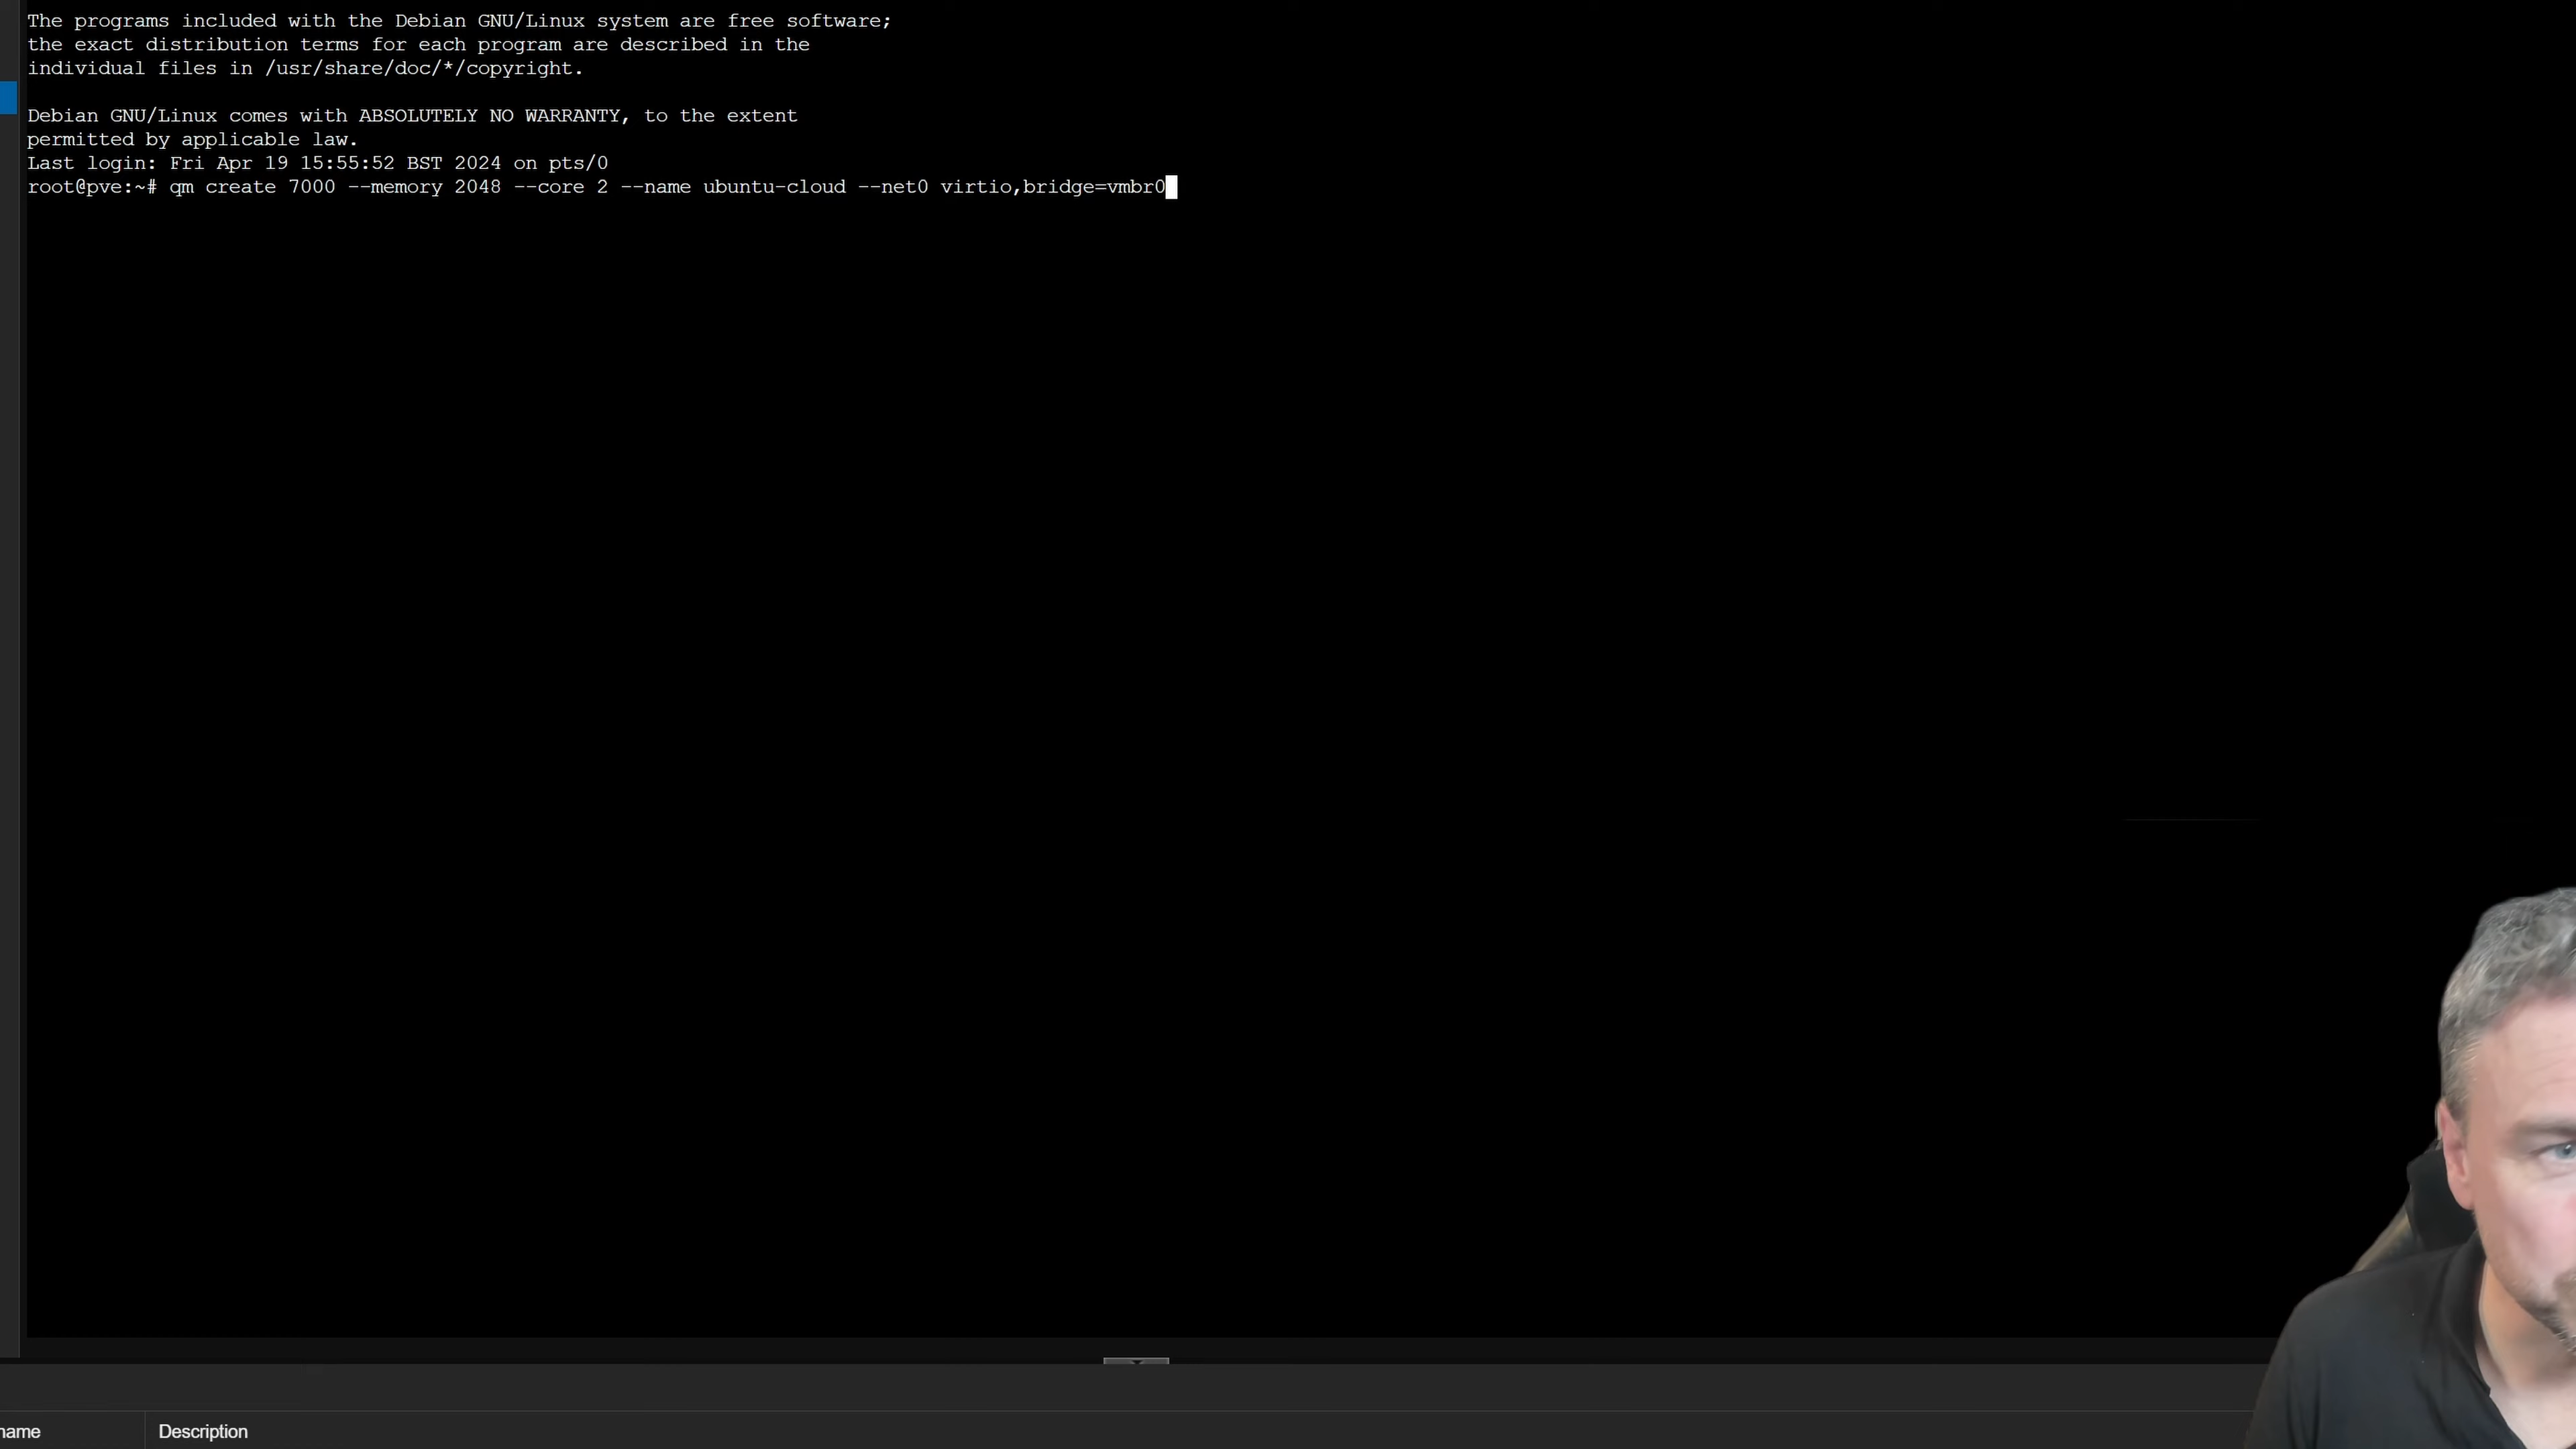 The programs included with the Debian GNU/Linux system are free software;
the exact distribution terms for each program are described in the
individual files in /usr/share/doc/*/copyright.
Debian GNU/Linux comes with ABSOLUTELY NO WARRANTY, to the extent
permitted by applicable law.
Last login: Fri Apr 19 15:55:52 BST 2024 on pts/0
root@pve:~# qm create 7000 --memory 2048 --core 2 --name ubuntu-cloud --net0 virtio,bridge=vmbr0
name Description